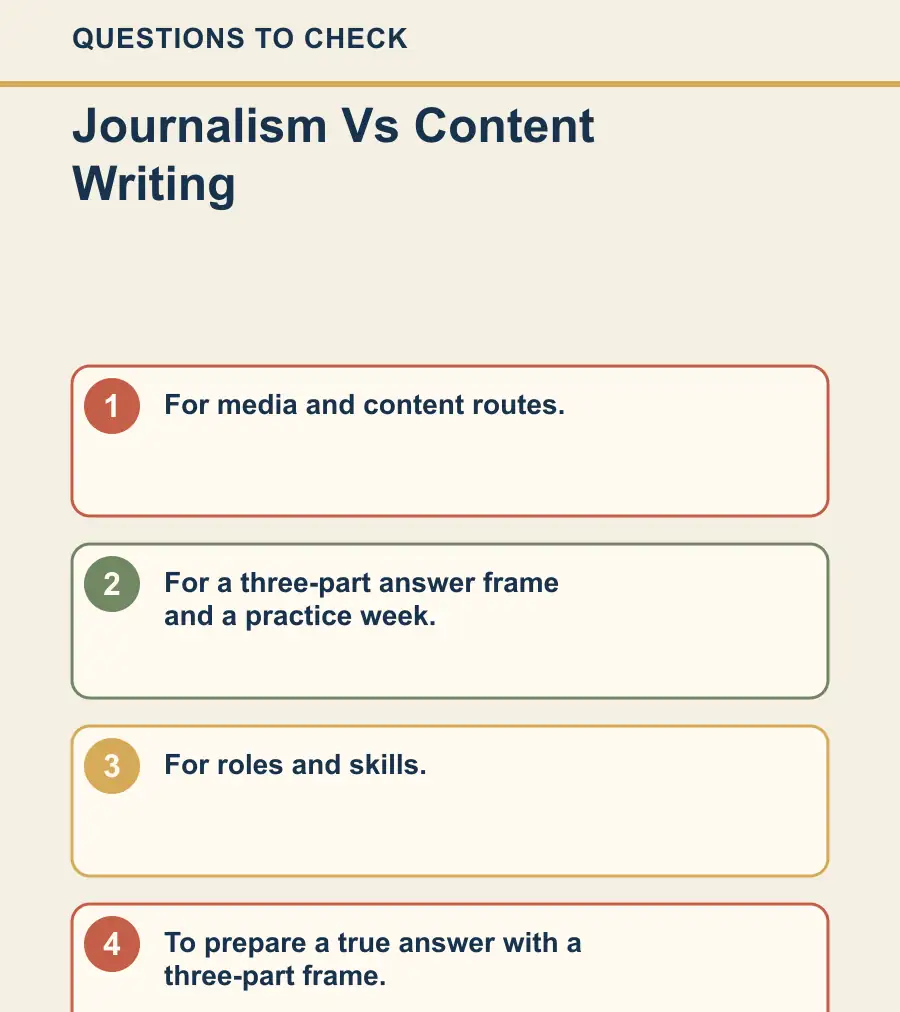 QUESTIONS TO CHECK
Journalism Vs Content
Writing
1
For media and content routes.
2
For a three-part answer frame
and a practice week.
3
For roles and skills.
4
To prepare a true answer with a
three-part frame.